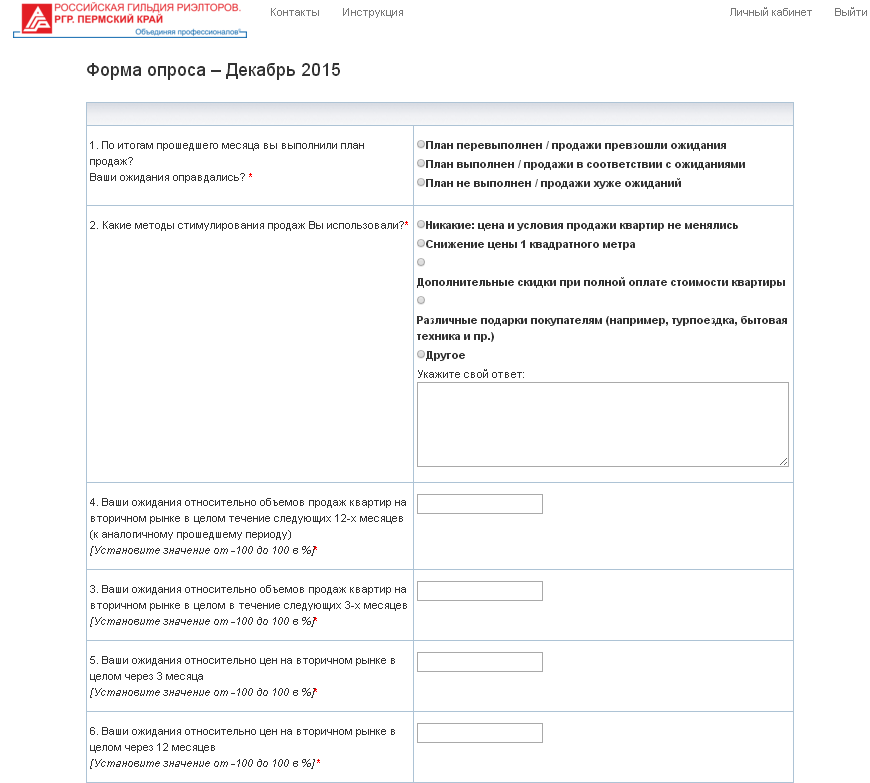 РОССИЙСКАЯ ГИЛЬДИЯ РИЭЛТОРОВ.
РГР. ПЕРМСКИЙ КРАЙ
Объединяя профессионалов!
Контакты
Инструкция
Личный кабинет
Выйти
Форма опроса – Декабрь 2015
1. По итогам прошедшего месяца вы выполнили план
продаж?
Ваши ожидания оправдались? *
План перевыполнен / продажи превзошли ожидания
План выполнен / продажи в соответствии с ожиданиями
План не выполнен / продажи хуже ожиданий
2. Какие методы стимулирования продаж Вы использовали?*
Никакие: цена и условия продажи квартир не менялись
Снижение цены 1 квадратного метра
Дополнительные скидки при полной оплате стоимости квартиры
Различные подарки покупателям (например, турпоездка, бытовая
техника и пр.)
Другое
Укажите свой ответ:
4. Ваши ожидания относительно объемов продаж квартир на
вторичном рынке в целом течение следующих 12-х месяцев
(к аналогичному прошедшему периоду)
[Установите значение от -100 до 100 в %]*
3. Ваши ожидания относительно объемов продаж квартир на
вторичном рынке в целом в течение следующих 3-х месяцев
[Установите значение от -100 до 100 в %]*
5. Ваши ожидания относительно цен на вторичном рынке в
целом через 3 месяца
[Установите значение от -100 до 100 в %]*
6. Ваши ожидания относительно цен на вторичном рынке в
целом через 12 месяцев
[Установите значение от -100 до 100 в %]*